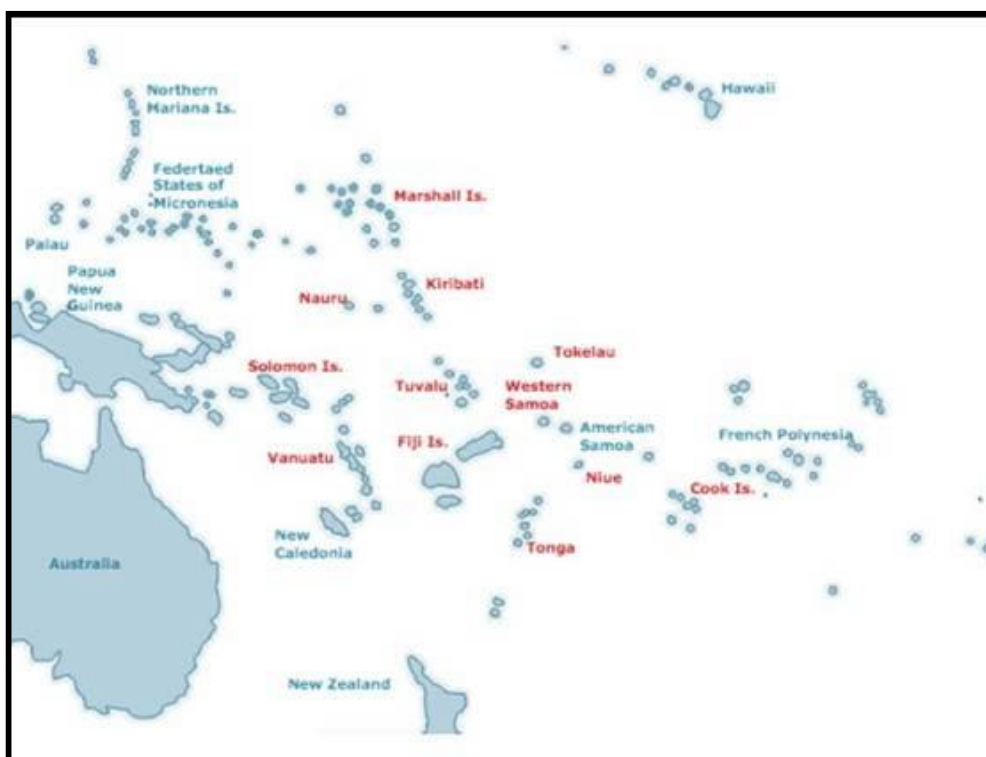 Northern
Mariana Is.
Hawaii
Federtaed
States of
Micronesia
Marshall Is.
Palau
Papua
New
Guinea
Kiribati
Nauru
Solomon Is.
Tokelau
Tuvalu
Western
Samoa
American
Samoa
French Polynesia
Fiji Is.
Vanuatu
Niue
Cook Is.
New
Caledonia
Tonga
Australia
New Zealand